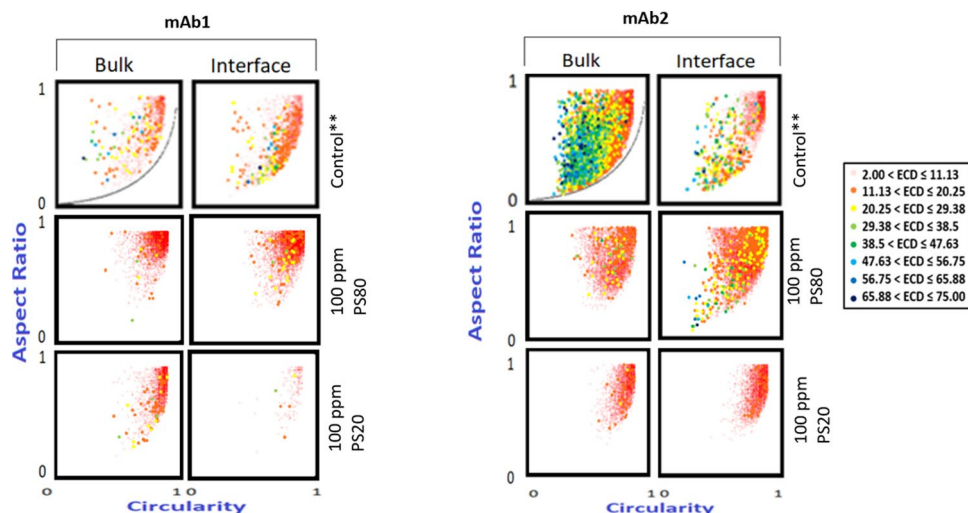 mAb1
Bulk
Interface
1
0
Control**
1
0
100 ppm
PS80
1
0
100 ppm
PS20
0
1
0
1
Aspect Ratio
Circularity
mAb2
Bulk
Interface
1
0
Control**
1
0
100 ppm
PS80
1
0
100 ppm
PS20
0
1
0
1
Aspect Ratio
Circularity
2.00 < ECD ≤ 11.13
11.13 < ECD ≤ 20.25
20.25 < ECD ≤ 29.38
29.38 < ECD ≤ 38.5
38.5 < ECD ≤ 47.63
47.63 < ECD ≤ 56.75
56.75 < ECD ≤ 65.88
65.88 < ECD ≤ 75.00